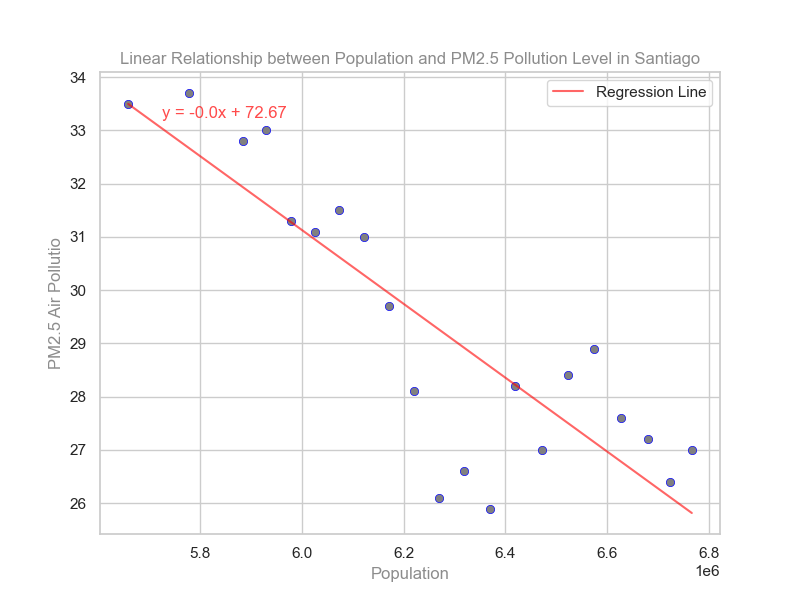 Linear Relationship between Population and PM2.5 Pollution Level in Santiago
34
33
32
31
30
29
28
27
26
PM2.5 Air Pollutio
y = -0.0x + 72.67
Regression Line
5.8 6.0 6.2 6.4 6.6 6.8
1e6
Population